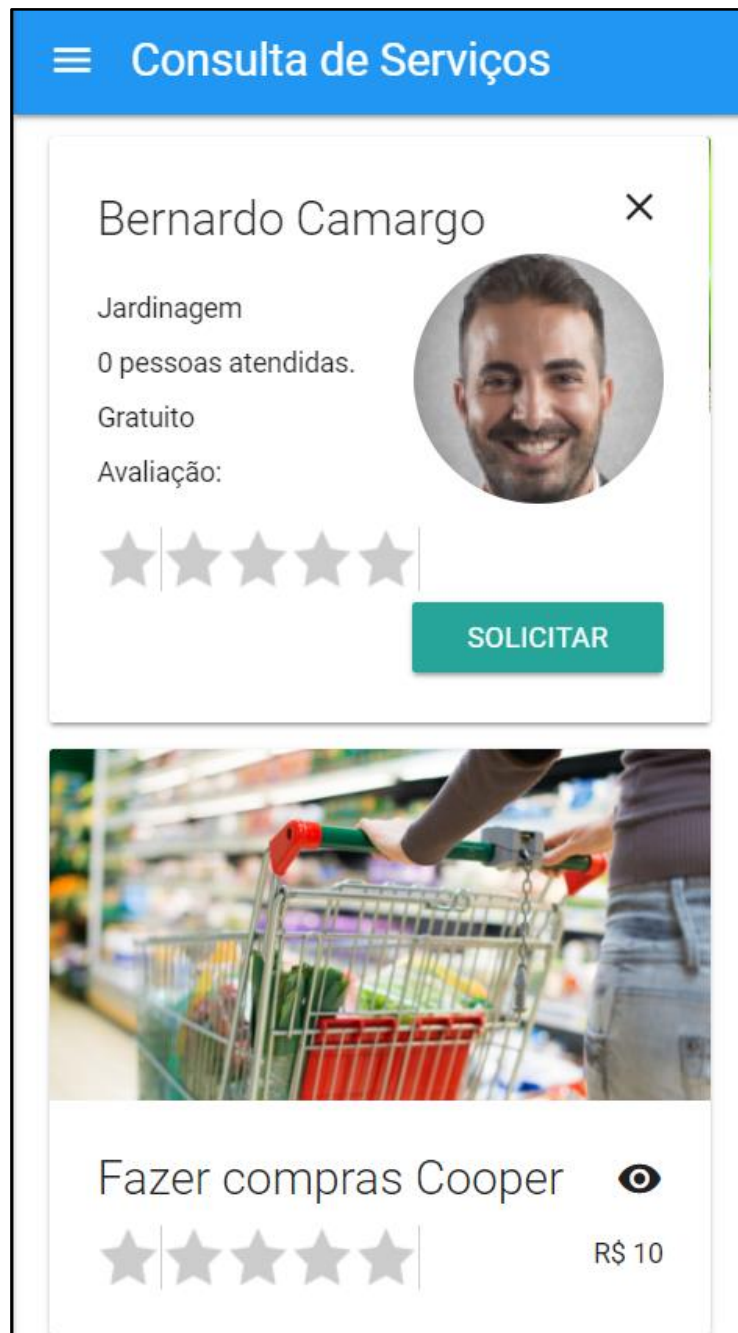 Consulta de Serviços
Bernardo Camargo
Jardinagem
0 pessoas atendidas.
Gratuito
Avaliação:
SOLICITAR
Fazer compras Cooper
R$ 10